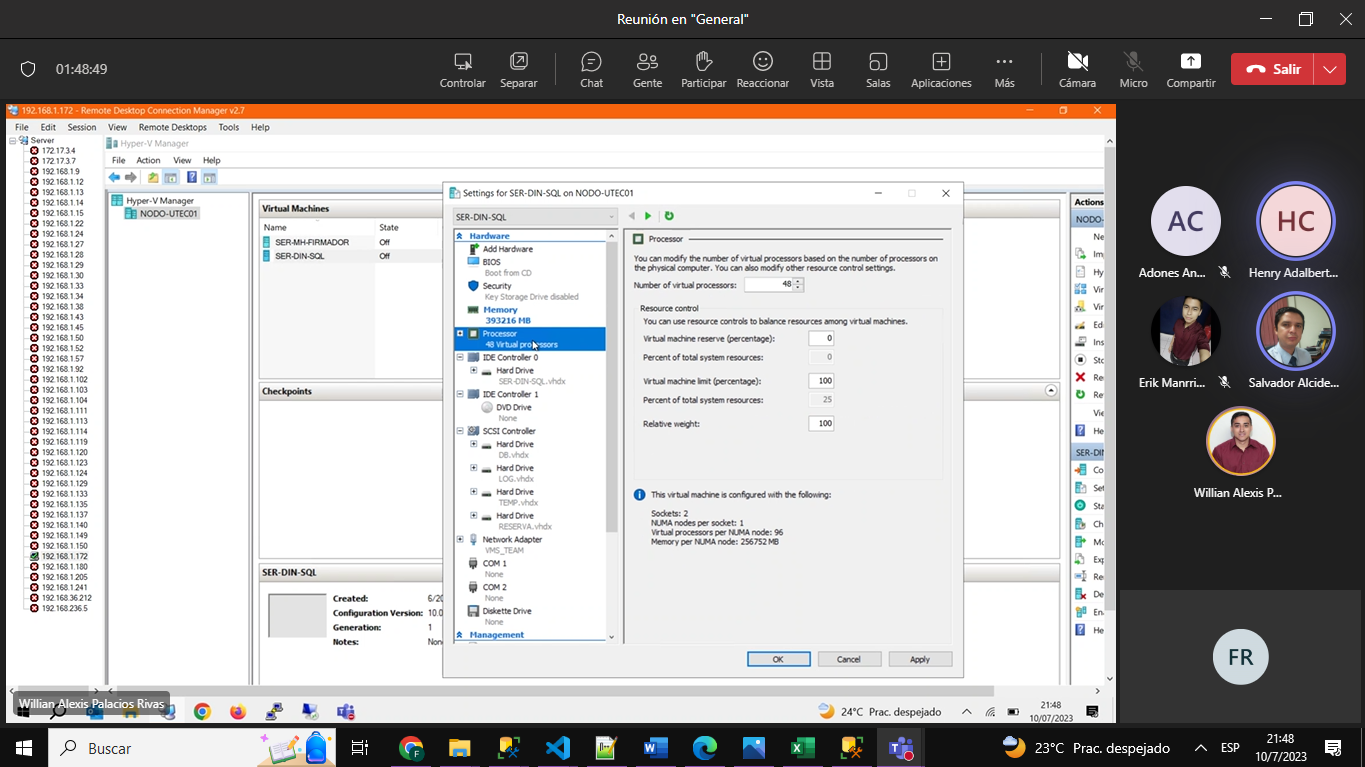 Reunión en "General"
01:48:49
Controlar
Separar
Chat
Gente
Participar
Reaccionar
Vista
Salas
Aplicaciones
Más
Cámara
Micro
Compartir
Salir
192.168.1.172 - Remote Desktop Connection Manager v2.7
File Edit Session View Remote Desktops Tools Help
Server
172.17.3.4
172.17.3.7
192.168.1.9
192.168.1.12
192.168.1.13
192.168.1.14
192.168.1.15
192.168.1.22
192.168.1.24
192.168.1.27
192.168.1.28
192.168.1.29
192.168.1.30
192.168.1.33
192.168.1.34
192.168.1.38
192.168.1.43
192.168.1.45
192.168.1.50
192.168.1.52
192.168.1.57
192.168.1.92
192.168.1.102
192.168.1.103
192.168.1.104
192.168.1.111
192.168.1.113
192.168.1.114
192.168.1.119
192.168.1.120
192.168.1.123
192.168.1.124
192.168.1.129
192.168.1.133
192.168.1.135
192.168.1.137
192.168.1.140
192.168.1.149
192.168.1.150
192.168.1.172
192.168.1.180
192.168.1.205
192.168.1.241
192.168.36.212
192.168.236.5
Hyper-V Manager
File Action View Help
Hyper-V Manager
NODO-UTEC01
Virtual Machines
Name State
SER-MH-FIRMADOR Off
SER-DIN-SQL Off
Checkpoints
SER-DIN-SQL
Created: 6/20
Configuration Version: 10.0
Generation: 1
Notes: Non
Settings for SER-DIN-SQL on NODO-UTEC01
SER-DIN-SQL
Hardware
Add Hardware
BIOS
Boot from CD
Security
Key Storage Drive disabled
Memory
393216 MB
Processor
48 Virtual processors
IDE Controller 0
Hard Drive
SER-DIN-SQL.vhdx
IDE Controller 1
DVD Drive
None
SCSI Controller
Hard Drive
DB.vhdx
Hard Drive
LOG.vhdx
Hard Drive
TEMP.vhdx
Hard Drive
RESERVA.vhdx
Network Adapter
VMS_TEAM
COM 1
None
COM 2
None
Diskette Drive
None
Management
Processor
You can modify the number of virtual processors based on the number of processors on
the physical computer. You can also modify other resource control settings.
Number of virtual processors: 48
Resource control
You can use resource controls to balance resources among virtual machines.
Virtual machine reserve (percentage): 0
Percent of total system resources: 0
Virtual machine limit (percentage): 100
Percent of total system resources: 25
Relative weight: 100
This virtual machine is configured with the following:
Sockets: 2
NUMA nodes per socket: 1
Virtual processors per NUMA node: 96
Memory per NUMA node: 256752 MB
OK Cancel Apply
Actions
NODO-
Ne
Im
Hy
Vir
Vir
Edi
Ins
Sto
Re
Ref
Vie
He
SER-DI
Co
Set
Sta
Ch
Mo
Exp
Re
De
En
He
AC
Adones An...
HC
Henry Adalbert...
Erik Manrri...
Salvador Alcide...
Willian Alexis P...
FR
Willian Alexis Palacios Rivas
24°C Prac. despejado
21:48
10/07/2023
Buscar
23°C Prac. despejado
ESP
21:48
10/7/2023